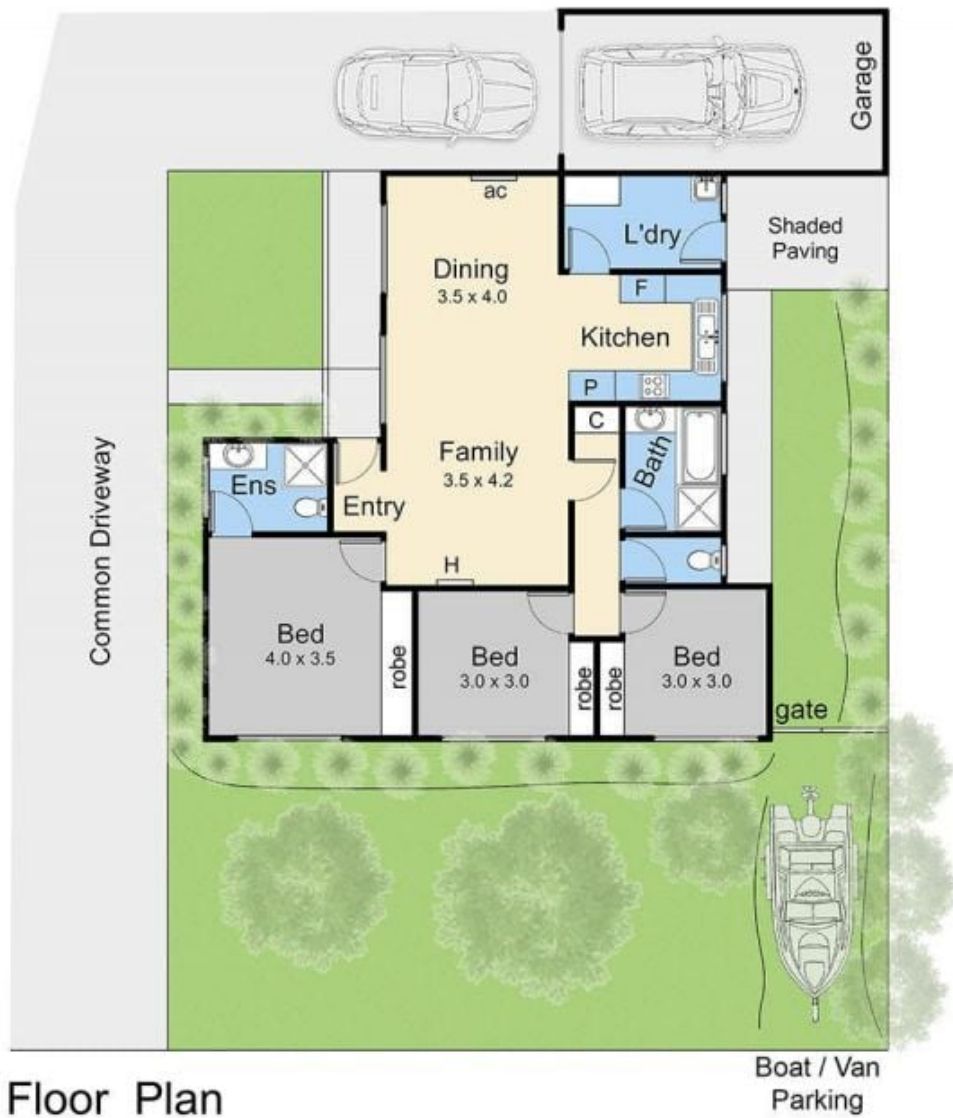 Garage
ac
L'dry
Shaded
Paving
Dining
3.5 x 4.0
F
Kitchen
P
C
Bath
Family
3.5 x 4.2
Ens
Entry
H
Common Driveway
Bed
4.0 x 3.5
robe
Bed
3.0 x 3.0
robe
robe
Bed
3.0 x 3.0
gate
Boat / Van
Parking
Floor Plan